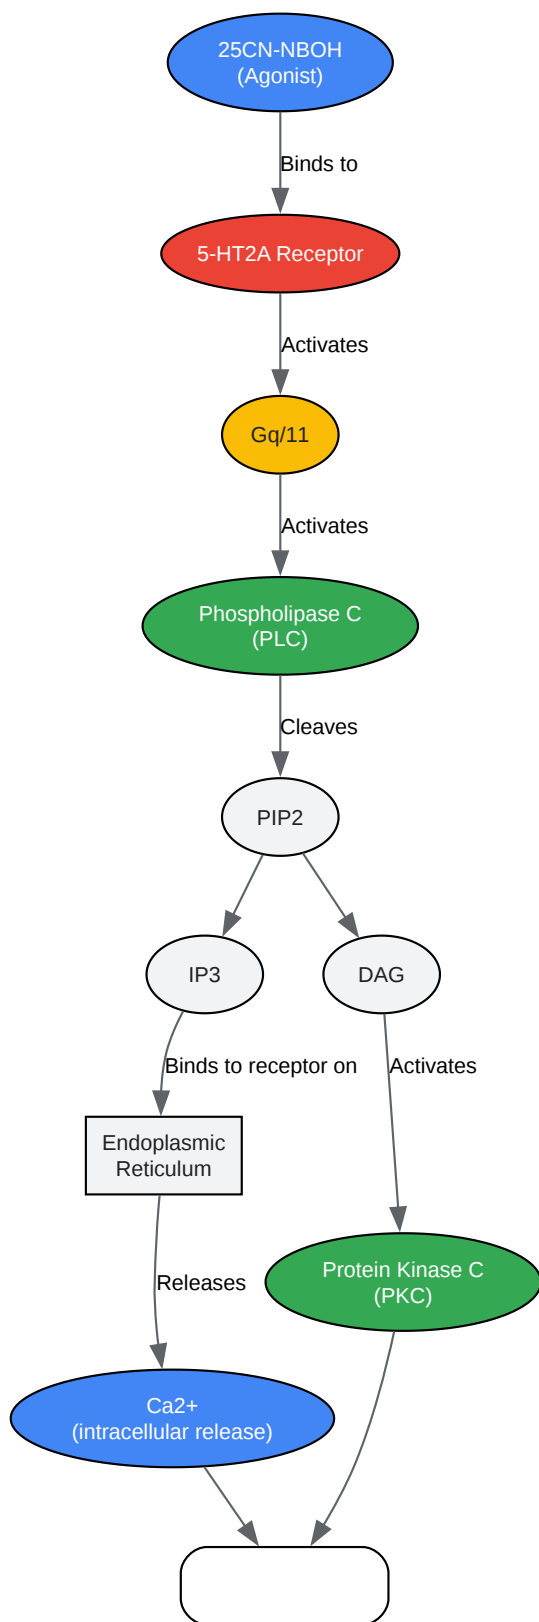 25CN-NBOH
(Agonist)
Binds to
5-HT2A Receptor
Activates
Gq/11
Activates
Phospholipase C
(PLC)
Cleaves
PIP2
IP3
DAG
Binds to receptor on
Activates
Endoplasmic
Reticulum
Protein Kinase C
(PKC)
Releases
Ca2+
(intracellular release)